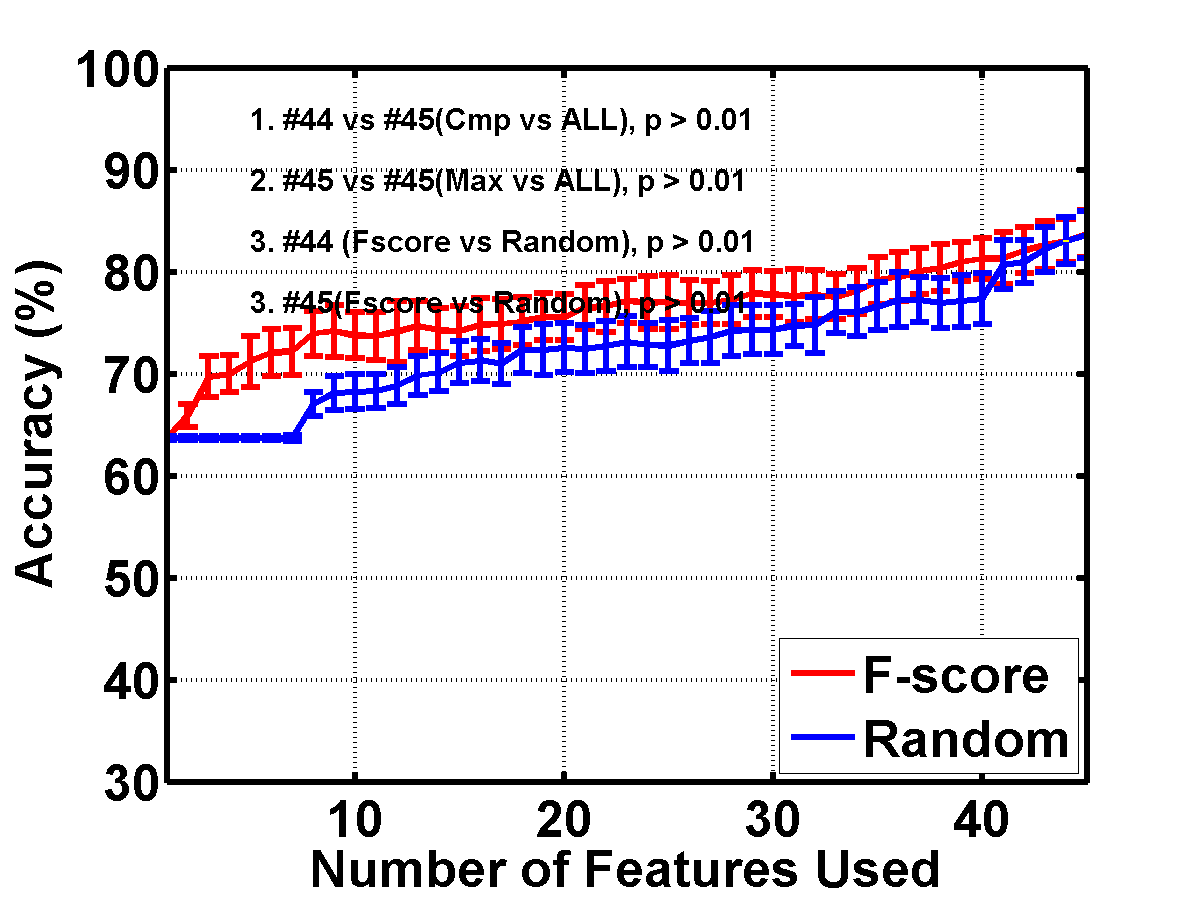 100
90
80
70
60
50
40
30
Accuracy (%)
1. #44 vs #45(Cmp vs ALL), p > 0.01
2. #45 vs #45(Max vs ALL), p > 0.01
3. #44 (Fscore vs Random), p > 0.01
3. #45(Fscore vs Random), p > 0.01
F-score
Random
10 20 30 40
Number of Features Used